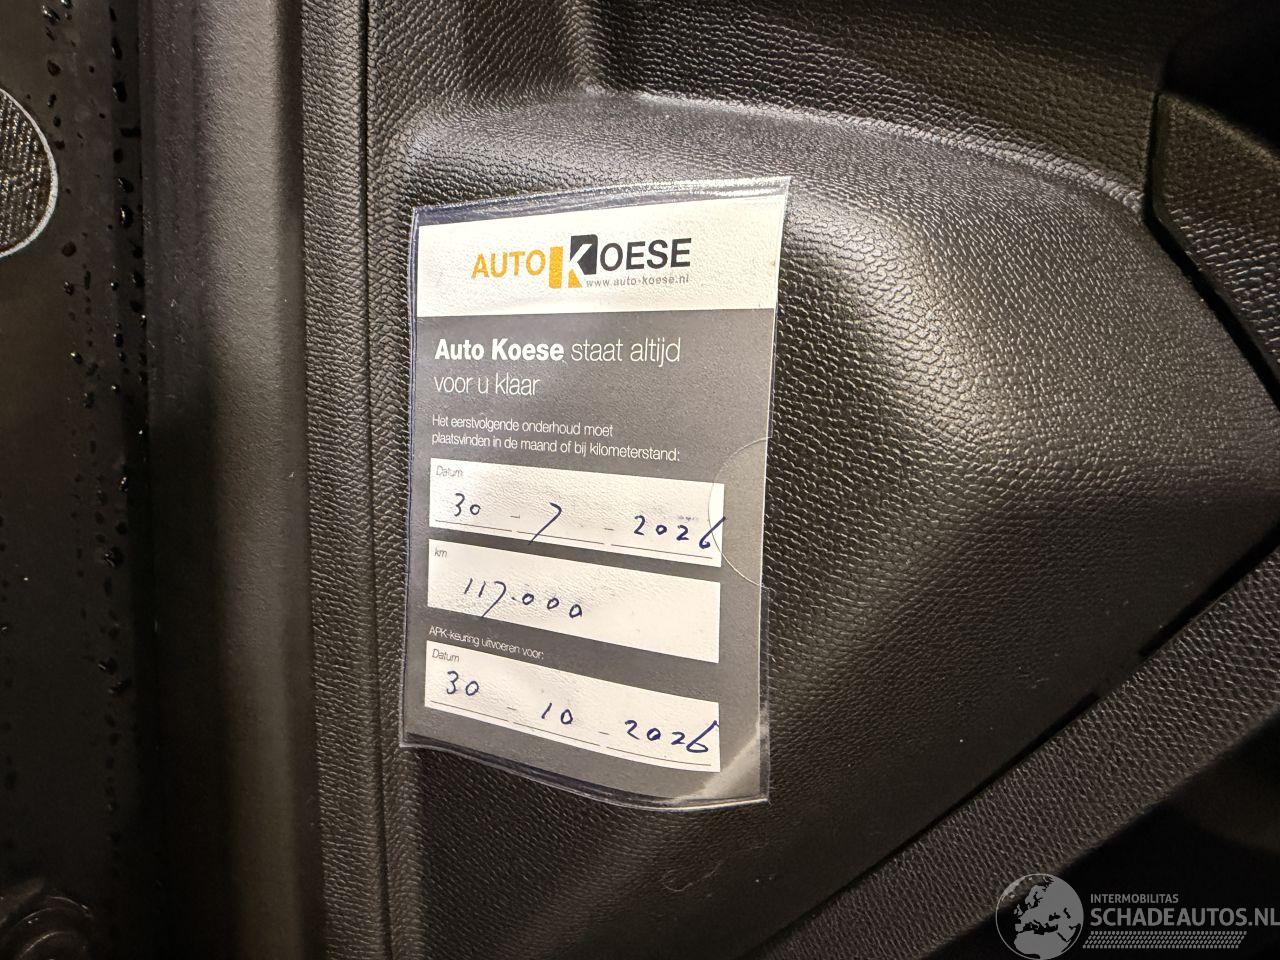 AUTO KOESE
www.auto-koese.nl
Auto Koese staat altijd
voor u klaar
Het eerstvolgende onderhoud moet
plaatsvinden in de maand of bij kilometerstand:
Datum
30 - 7 - 2026
km
117.000
APK-keuring uitvoeren voor:
Datum
30 - 10 - 2026
INTERMOBILITAS
SCHADEAUTOS.NL